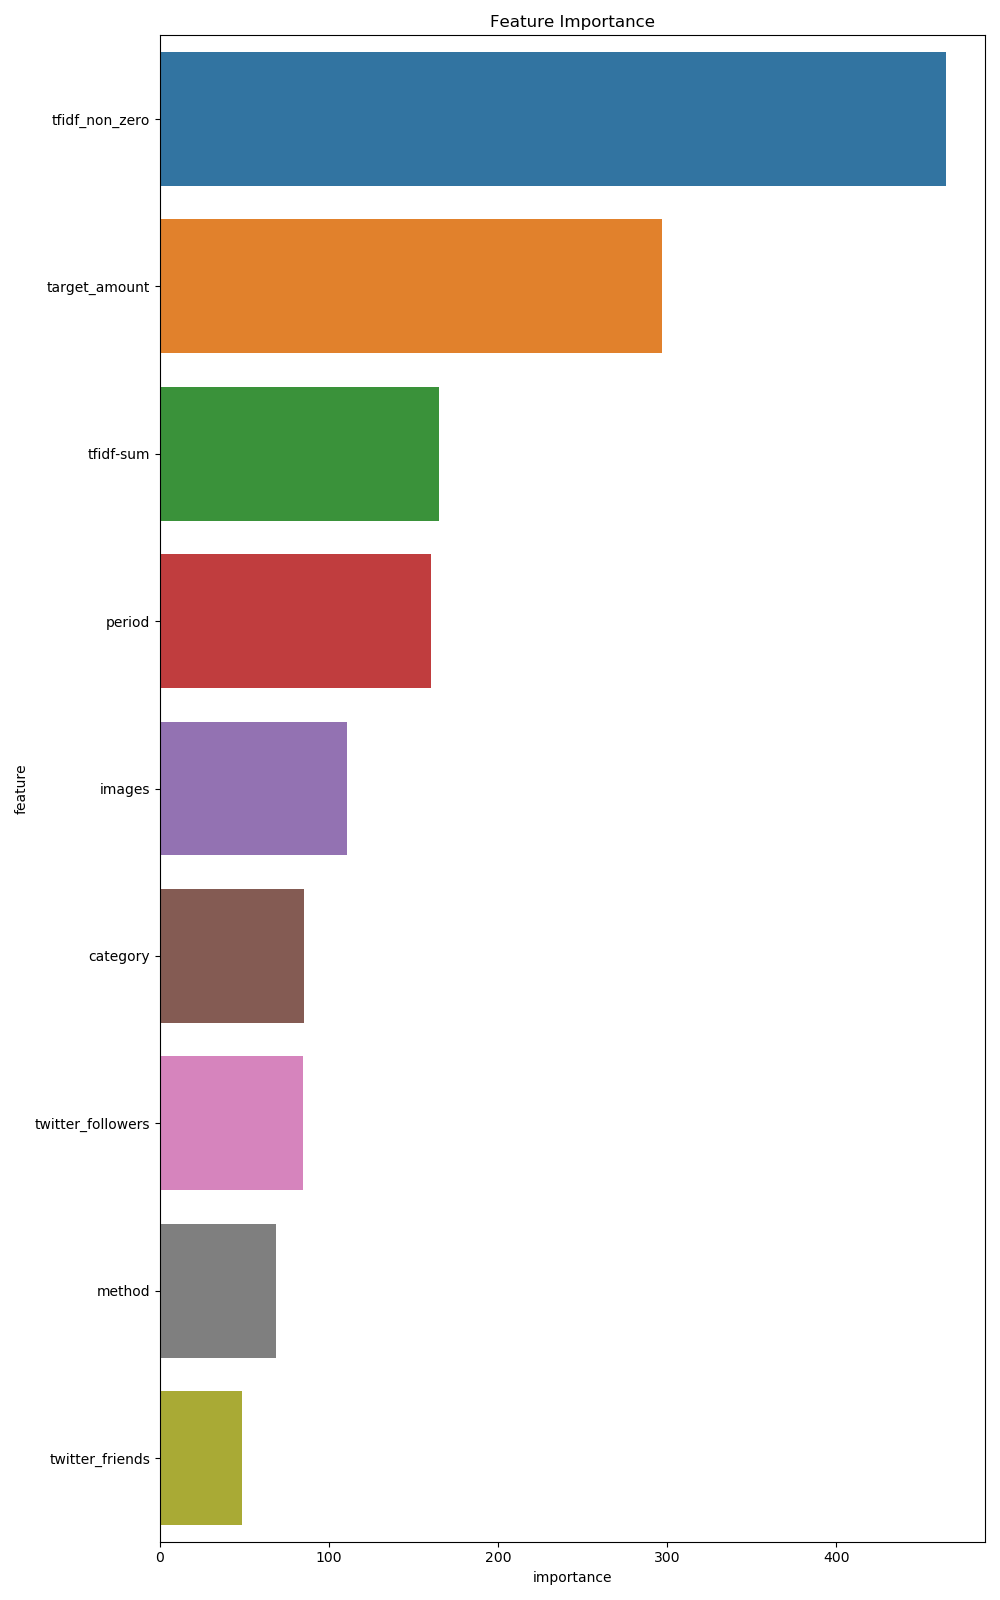 Feature Importance
tfidf_non_zero
target_amount
tfidf-sum
period
images
category
twitter_followers
method
twitter_friends
feature
0 100 200 300 400
importance